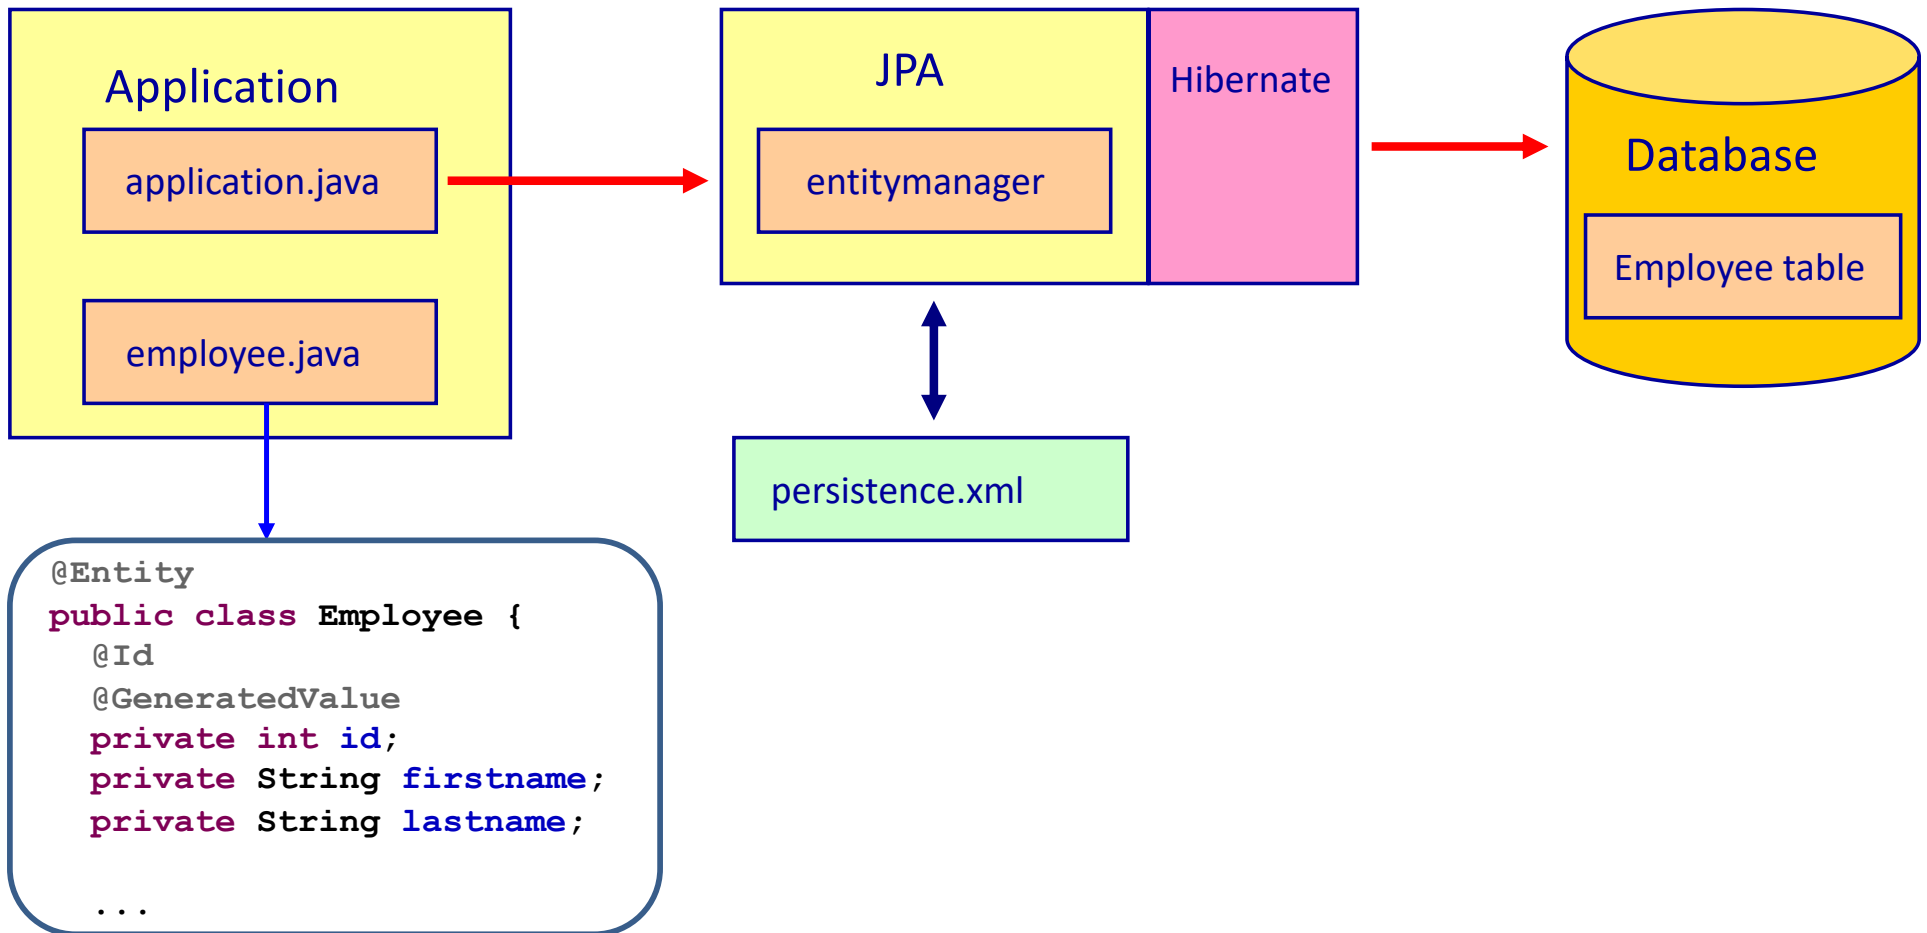 Application
application.java
employee.java
JPA
entitymanager
Hibernate
persistence.xml
Database
Employee table
@Entity
public class Employee {
@Id
@GeneratedValue
private int id;
private String firstname;
private String lastname;
...